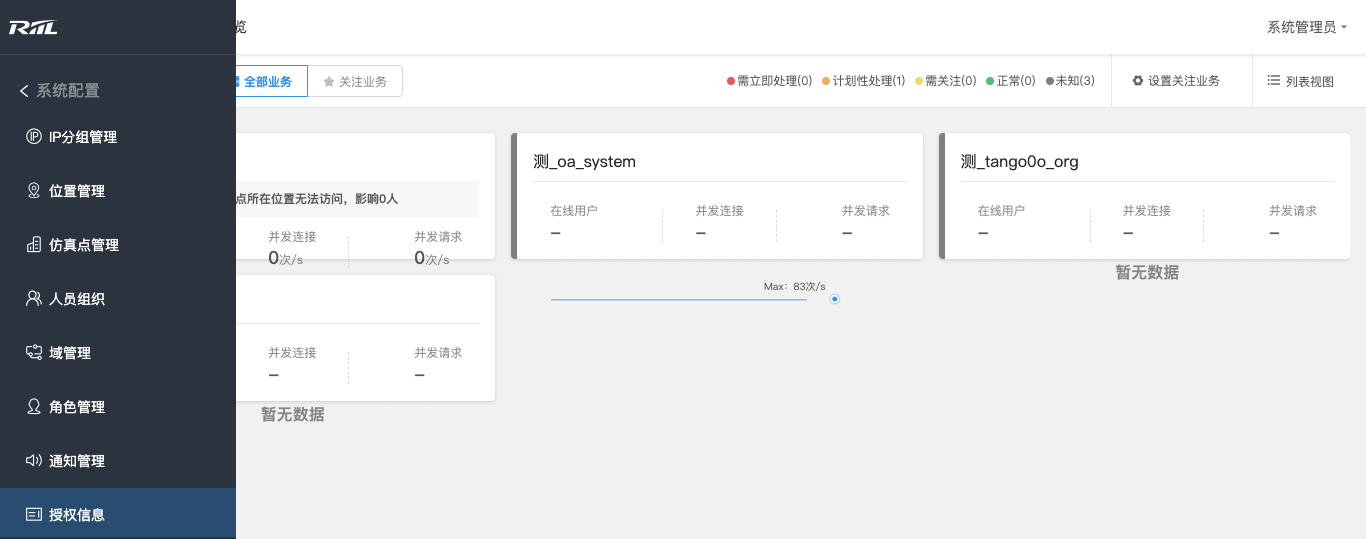 RIIL
览
系统管理员
系统配置
IP分组管理
位置管理
仿真点管理
人员组织
域管理
角色管理
通知管理
授权信息
全部业务
关注业务
需立即处理(0)
计划性处理(1)
需关注(0)
正常(0)
未知(3)
设置关注业务
列表视图
点所在位置无法访问，影响0人
并发连接
并发请求
0次/s
0次/s
测_oa_system
在线用户
并发连接
并发请求
–
–
–
Max：83次/s
测_tango0o_org
在线用户
并发连接
并发请求
–
–
–
暂无数据
并发连接
并发请求
–
–
暂无数据